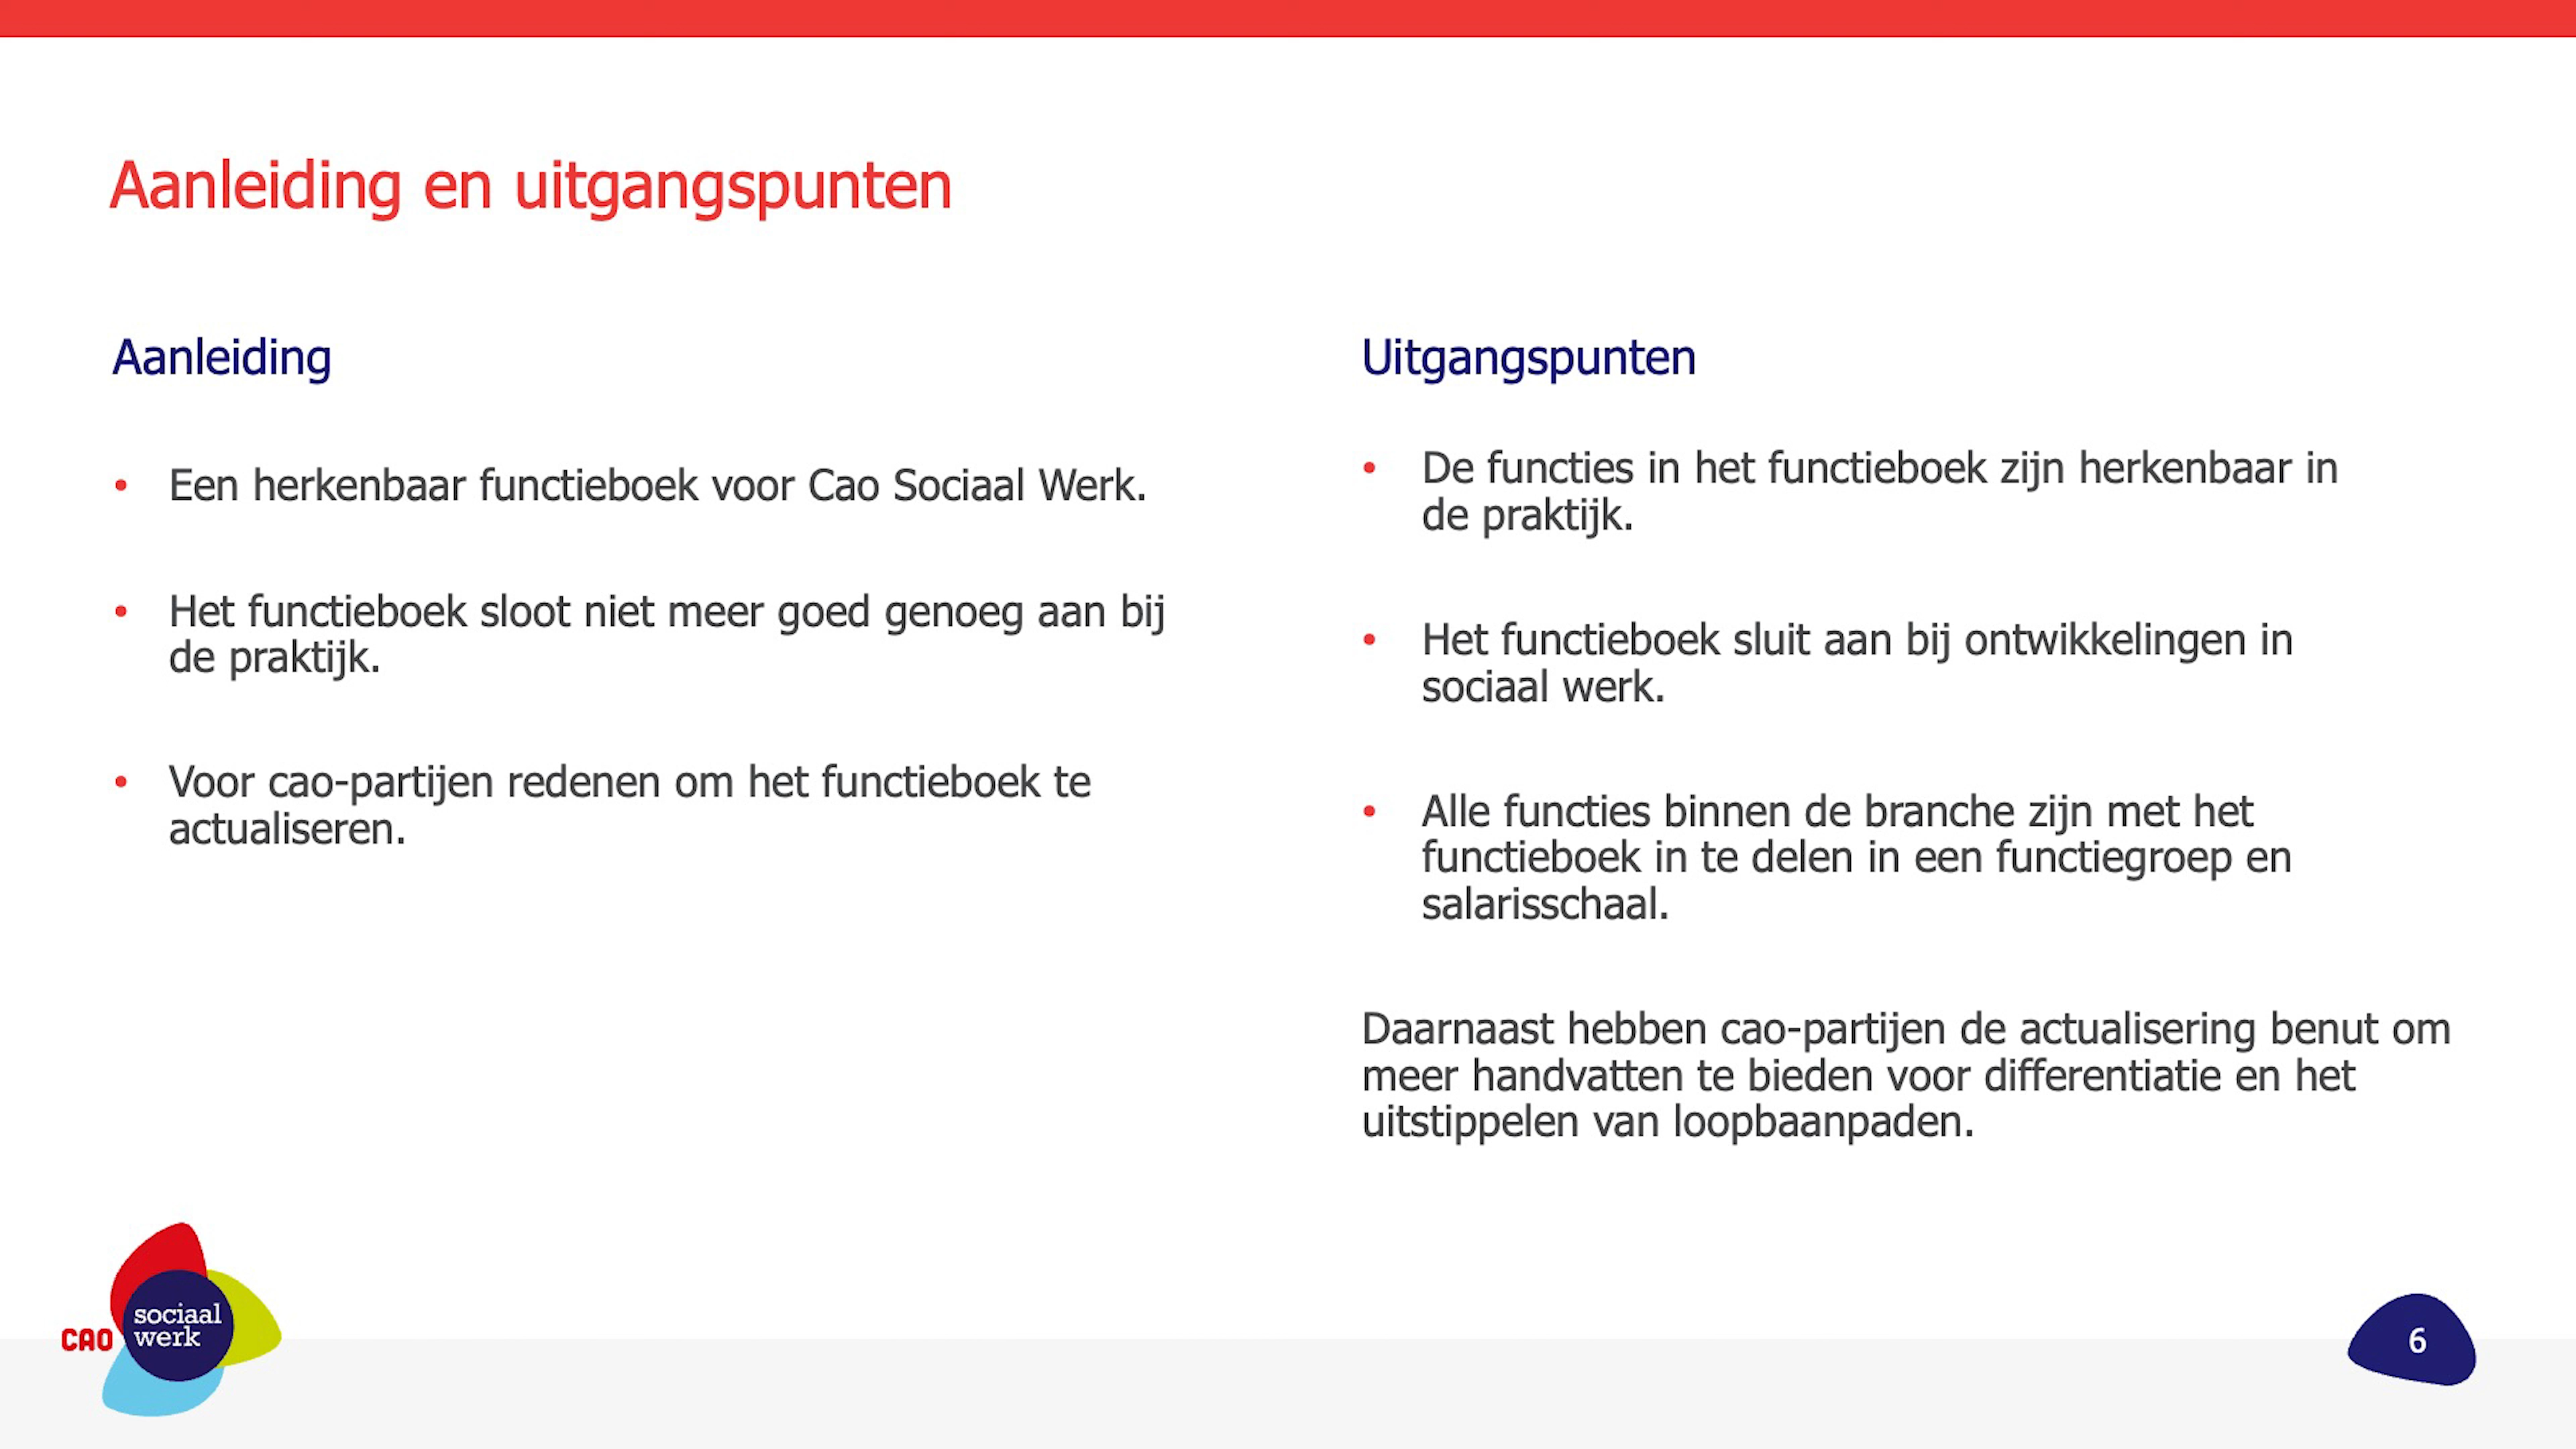 Aanleiding en uitgangspunten
Aanleiding
• Een herkenbaar functieboek voor Cao Sociaal Werk.
• Het functieboek sloot niet meer goed genoeg aan bij
de praktijk.
• Voor cao-partijen redenen om het functieboek te
actualiseren.
Uitgangspunten
• De functies in het functieboek zijn herkenbaar in
de praktijk.
• Het functieboek sluit aan bij ontwikkelingen in
sociaal werk.
• Alle functies binnen de branche zijn met het
functieboek in te delen in een functiegroep en
salarisschaal.
Daarnaast hebben cao-partijen de actualisering benut om
meer handvatten te bieden voor differentiatie en het
uitstippelen van loopbaanpaden.
CAO
sociaal
werk
6